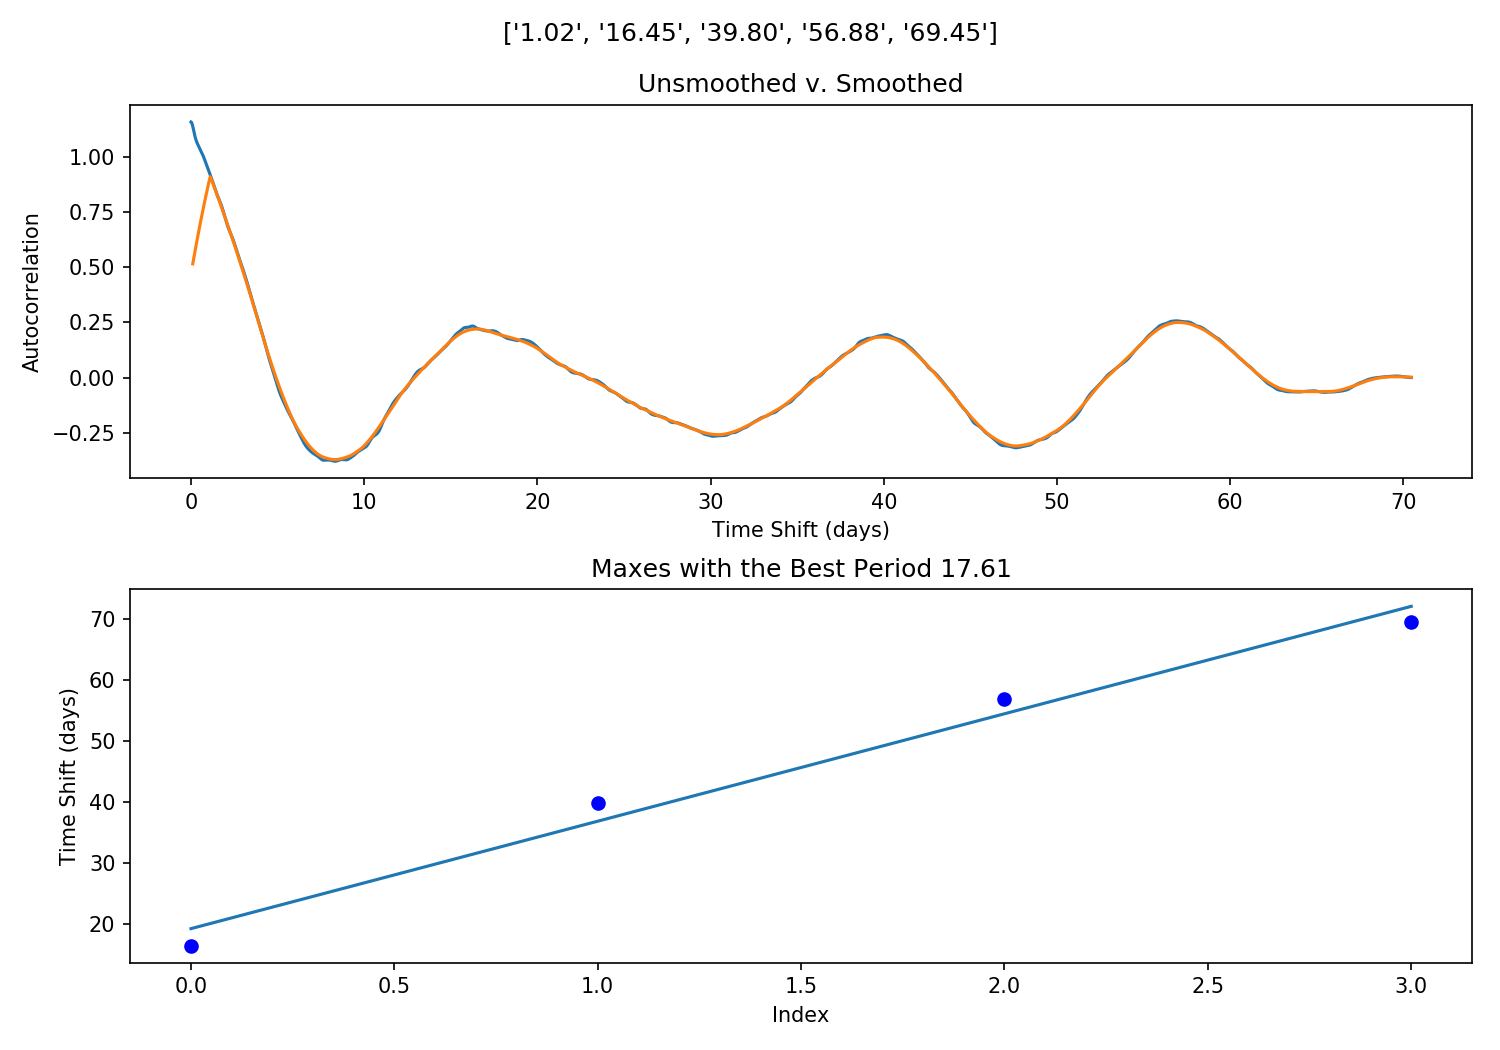 ['1.02', '16.45', '39.80', '56.88', '69.45']
Unsmoothed v. Smoothed
Autocorrelation
1.00
0.75
0.50
0.25
0.00
−0.25
0 10 20 30 40 50 60 70
Time Shift (days)
Maxes with the Best Period 17.61
Time Shift (days)
70
60
50
40
30
20
0.0 0.5 1.0 1.5 2.0 2.5 3.0
Index